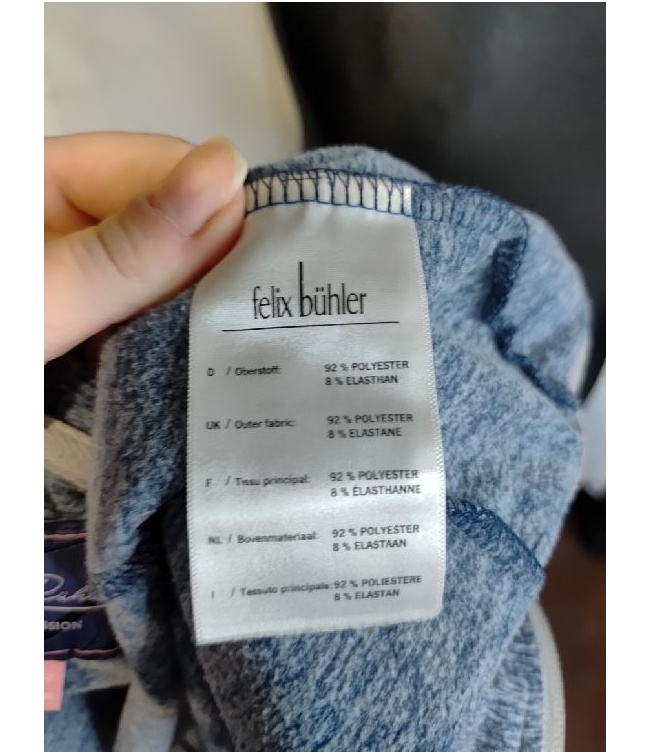 felix bühler
D / Oberstoff: 92 % POLYESTER
8 % ELASTHAN
UK / Outer fabric: 92 % POLYESTER
8 % ELASTANE
F / Tissu principal: 92 % POLYESTER
8 % ÉLASTHANNE
NL / Bovenmateriaal: 92 % POLYESTER
8 % ELASTAAN
I / Tessuto principale: 92 % POLIESTERE
8 % ELASTAN
SSION